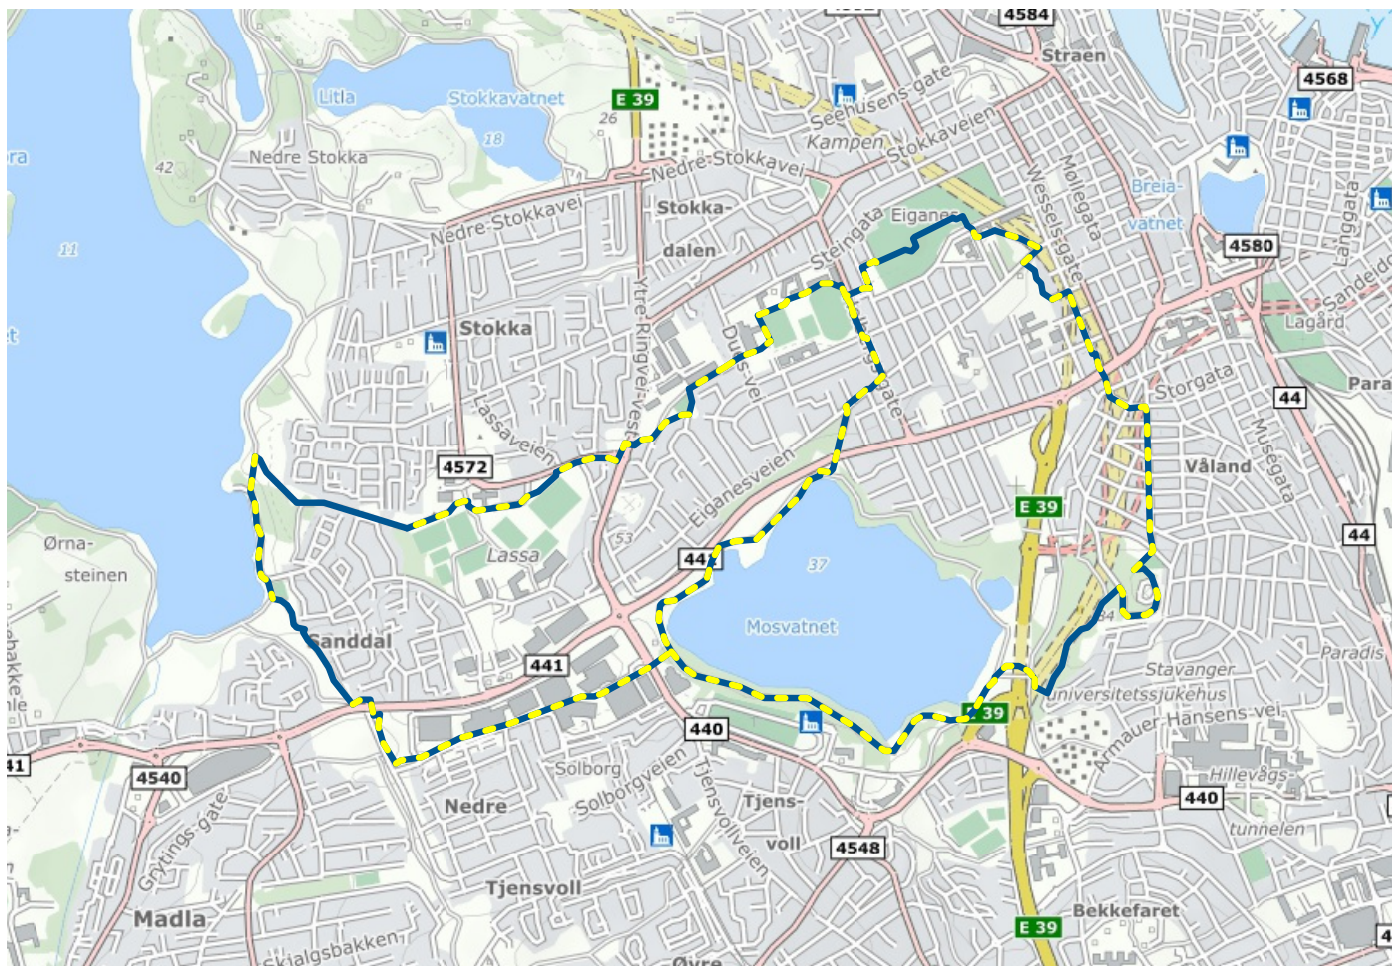 4584
Straen
4568
Litla
Stokkavatnet
E 39
Seehusens-gate
26
18
Kampen
Stokkaveien
Nedre Stokka
Nedre-Stokkavei
42
Møllegata
Wessels-gate
Breia-
vatnet
Langgata
Stokka-
dalen
Steingata
Eiganes
Nedre-Stokkavei
11
4580
Sandeido
Ytre-Ringvei-vest
Lagård
Stokka
Para
Storgata
44
Lassaveien
Musegata
4572
Våland
Eiganesveien
E 39
Ørna-
steinen
53
Lassa
44
37
Mosvatnet
84
Sanddal
441
Stavanger
universitetssjukehus
Paradis
E 39
440
Armauer-Hansens-vei
41
4540
Solborg
Hillevågs-
tunnelen
Nedre
Solborgveien
Tjensvollveien
Tjens-
voll
440
Grytings-gate
4548
Tjensvoll
Madla
Bekkefaret
E 39
Skjalgsbakken
Øvre